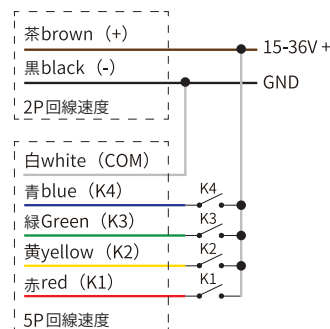 茶brown（+）
15-36V +
黒black（-）
GND
2P回線速度
白white（COM）
青blue（K4）
K4
緑Green（K3）
K3
黄yellow（K2）
K2
赤red（K1）
K1
5P回線速度